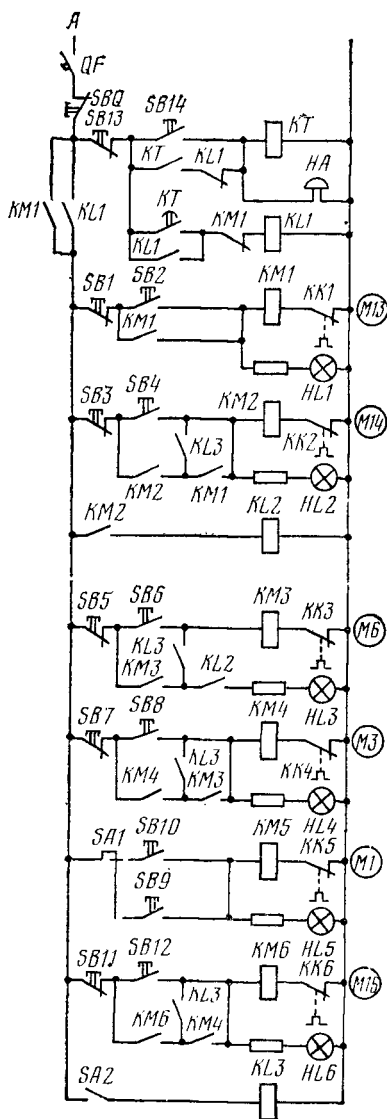 A
QF
SB0
SB13 SB14 KT
KT KL1 HA
KM1 KL1 KT KM1 KL1
KL1
SB1 SB2 KM1 KK1 M13
KM1 HL1
SB3 SB4 KM2 M14
KL3 KK2
KM2 KM1 HL2
KM2 KL2
SB5 SB6 KM3 KK3 M6
KL3
KM3 KL2 HL3
SB7 SB8 KM4 M3
KL3 KK4
KM4 KM3 HL4
SA1 SB10 KM5 KK5 M1
SB9 HL5
SB11 SB12 KM6 KK6 M15
KL3
KM6 KM4 HL6
SA2 KL3